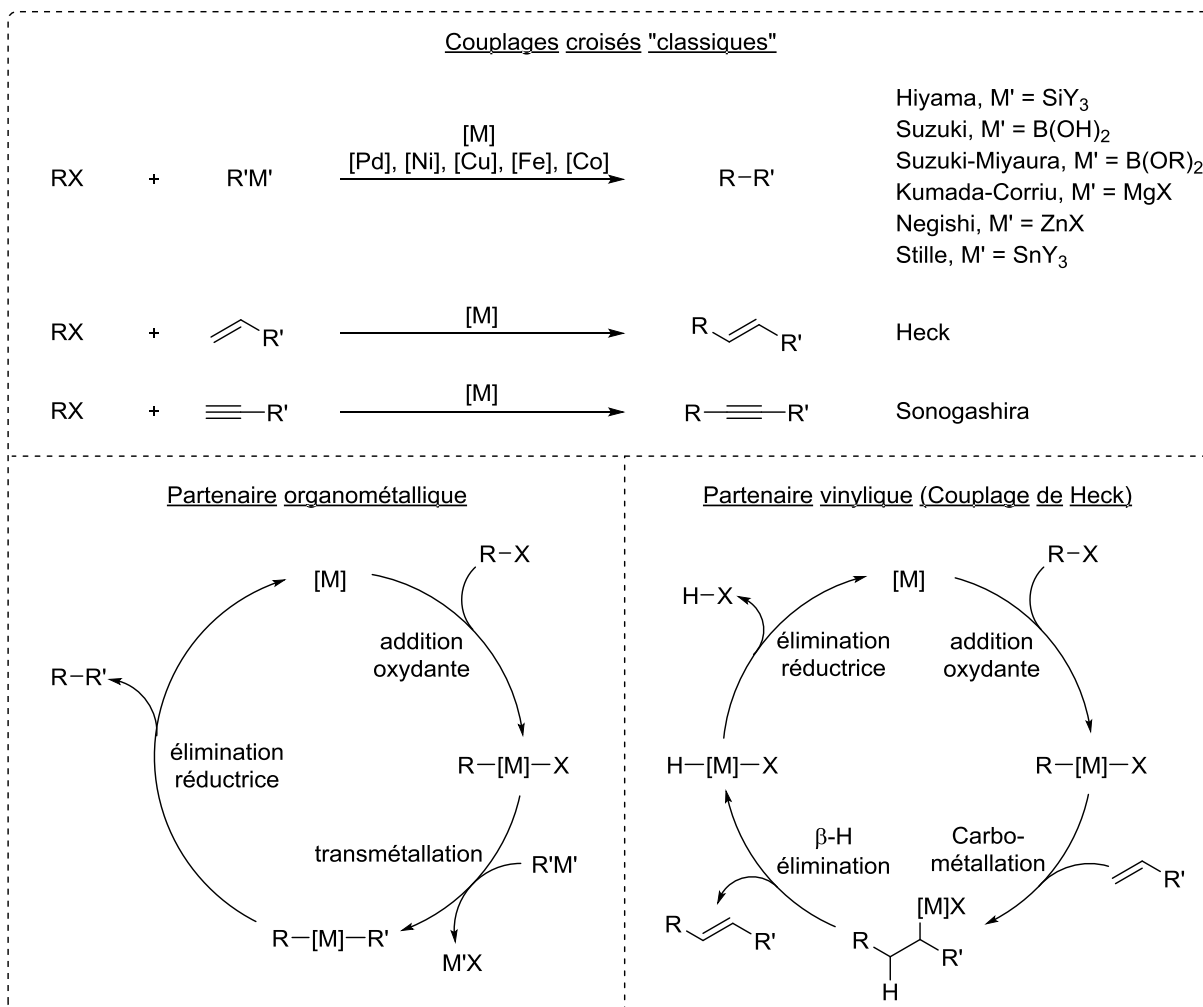 Couplages croisés "classiques"
RX + R'M' [M] R–R'
[Pd], [Ni], [Cu], [Fe], [Co]
Hiyama, M' = SiY3
Suzuki, M' = B(OH)2
Suzuki-Miyaura, M' = B(OR)2
Kumada-Corriu, M' = MgX
Negishi, M' = ZnX
Stille, M' = SnY3
RX + R' [M] R R' Heck
RX + R' [M] R R' Sonogashira
Partenaire organométallique
[M]
R–X
addition
oxydante
R–[M]–X
transmétallation
R'M'
M'X
R–[M]–R'
élimination
réductrice
R–R'
Partenaire vinylique (Couplage de Heck)
[M]
R–X
addition
oxydante
R–[M]–X
Carbo-
métallation
R'
[M]X
R
R'
H
β-H
élimination
R
R'
H–[M]–X
élimination
réductrice
H–X